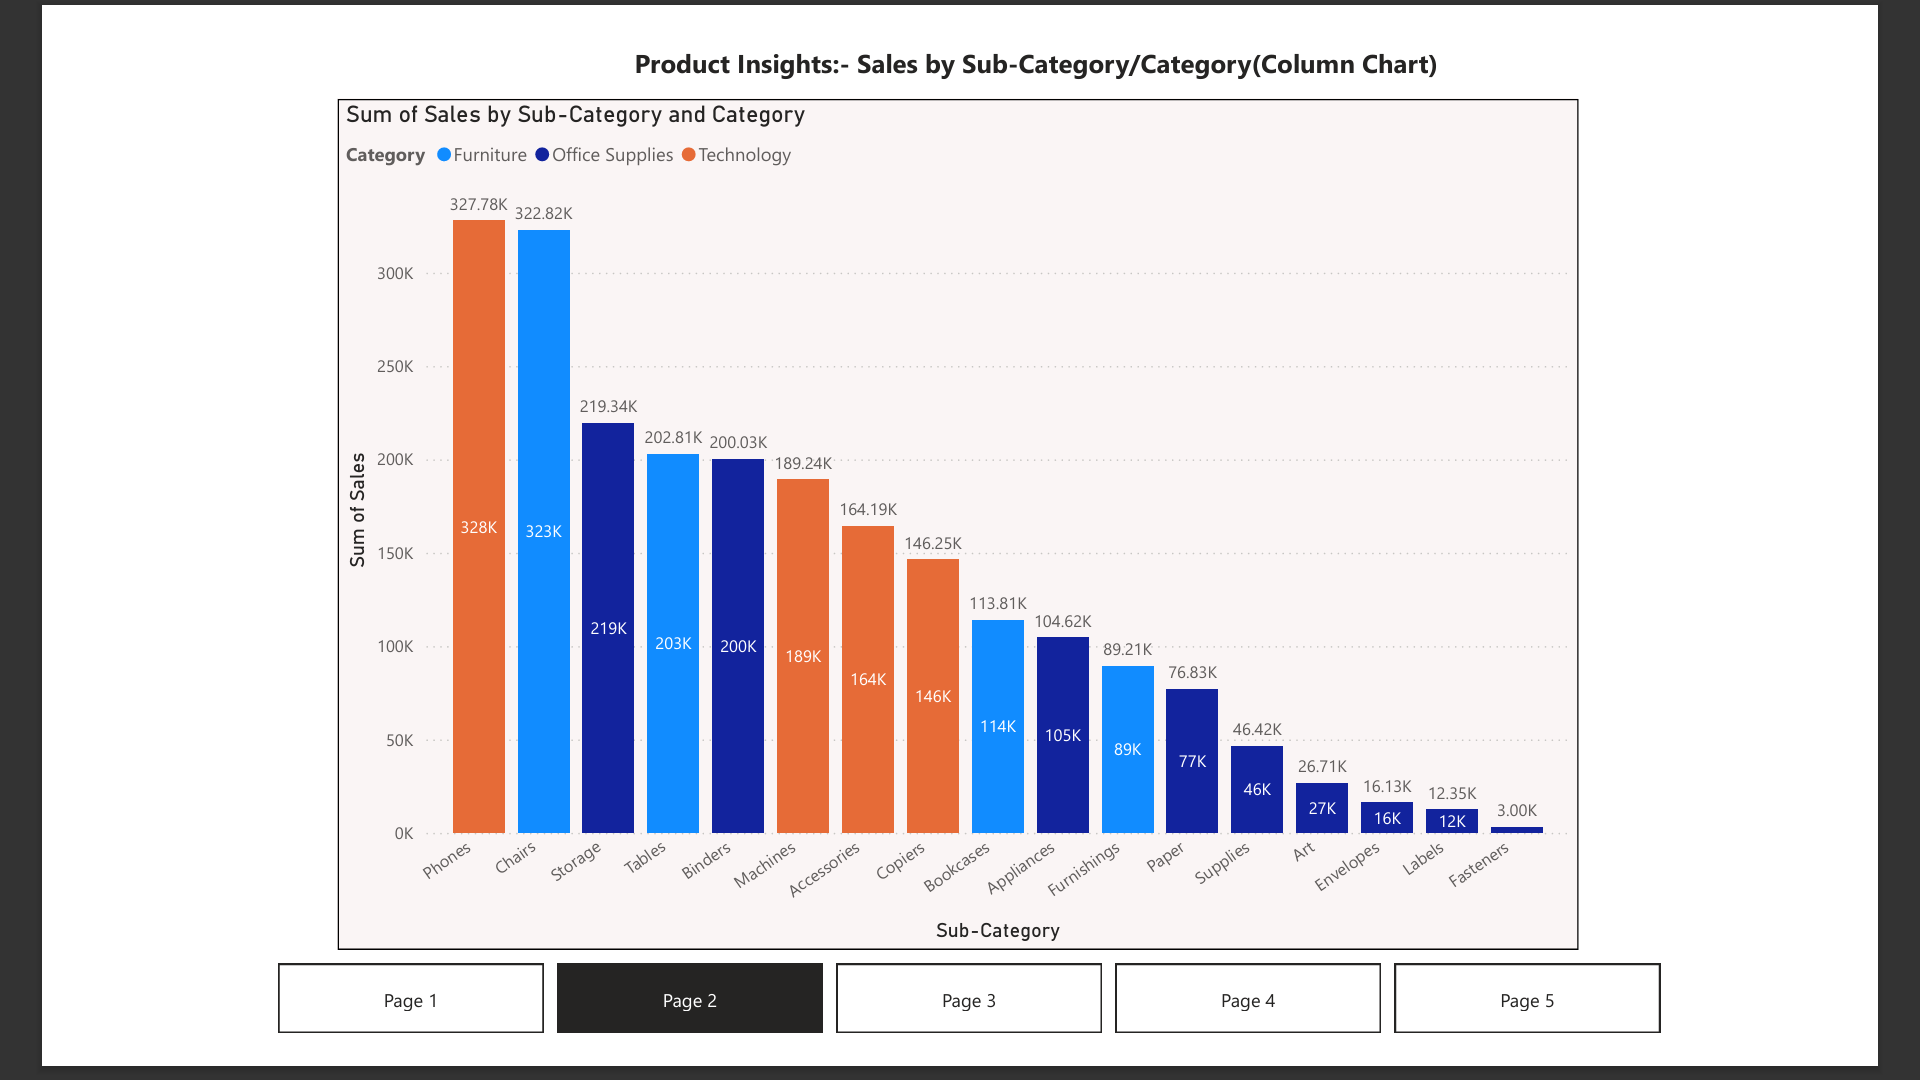 Product Insights:- Sales by Sub-Category/Category(Column Chart)
Sum of Sales by Sub-Category and Category
Category Furniture Office Supplies Technology
327.78K 322.82K
300K
250K
219.34K
202.81K 200.03K
200K
189.24K
164.19K
328K 323K
150K
146.25K
113.81K
104.62K
219K 203K 200K
100K
89.21K
189K
76.83K
164K 146K
114K
46.42K
105K
50K
89K
77K
26.71K
46K
16.13K
12.35K
27K
3.00K
16K
12K
0K
Sum of Sales
Phones Chairs Storage Tables Binders Machines Accessories Copiers Bookcases Appliances Furnishings Paper Supplies Art Envelopes Labels Fasteners
Sub-Category
Page 1 Page 2 Page 3 Page 4 Page 5